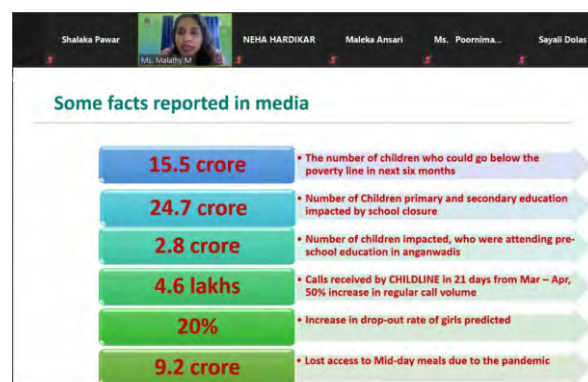 Shalaka Pawar
Ms. Malathy M
NEHA HARDIKAR
Maleka Ansari
Ms. Poornima...
Sayali Dolas
Some facts reported in media
15.5 crore
• The number of children who could go below the
poverty line in next six months
24.7 crore
• Number of Children primary and secondary education
impacted by school closure
2.8 crore
• Number of children impacted, who were attending pre-
school education in anganwadis
4.6 lakhs
• Calls received by CHILDLINE in 21 days from Mar – Apr,
50% increase in regular call volume
20%
• Increase in drop-out rate of girls predicted
9.2 crore
• Lost access to Mid-day meals due to the pandemic